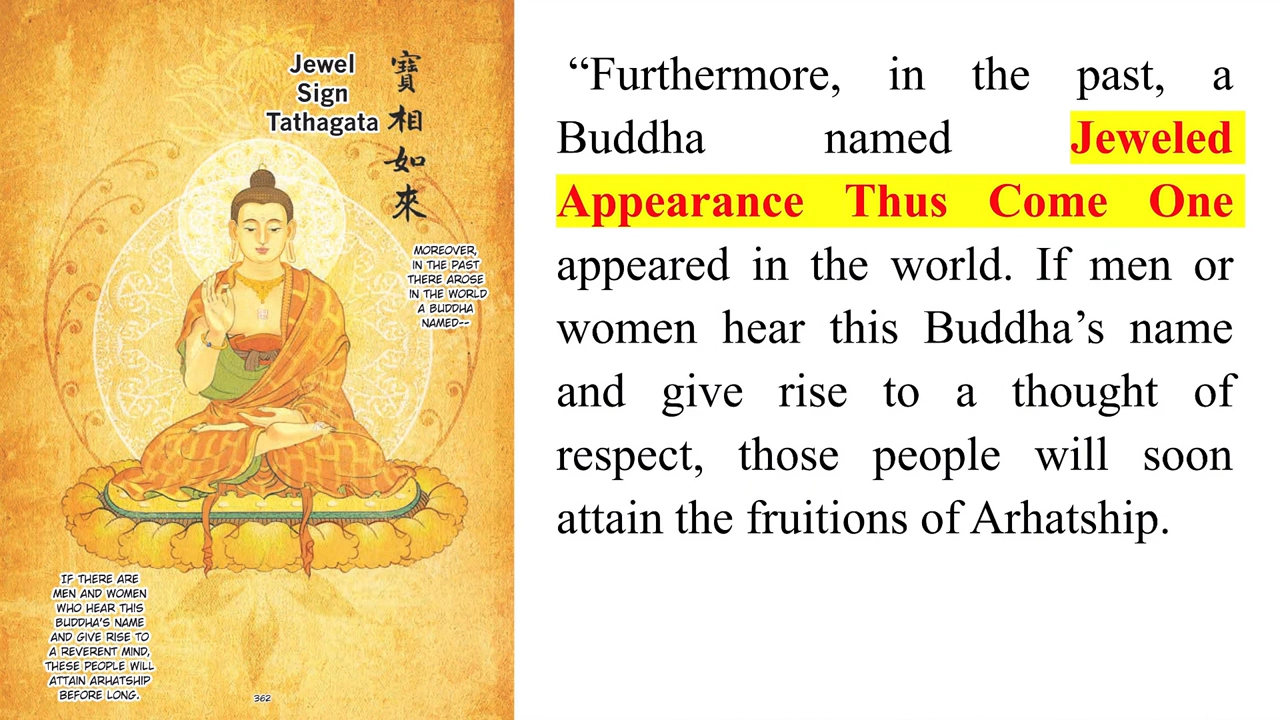 Jewel
Sign
Tathagata
寶相如來
MOREOVER,
IN THE PAST
THERE AROSE
IN THE WORLD
A BUDDHA
NAMED--
IF THERE ARE
MEN AND WOMEN
WHO HEAR THIS
BUDDHA'S NAME
AND GIVE RISE TO
A REVERENT MIND,
THESE PEOPLE WILL
ATTAIN ARHATSHIP
BEFORE LONG.
362
“Furthermore, in the past, a
Buddha named Jeweled
Appearance Thus Come One
appeared in the world. If men or
women hear this Buddha’s name
and give rise to a thought of
respect, those people will soon
attain the fruitions of Arhatship.